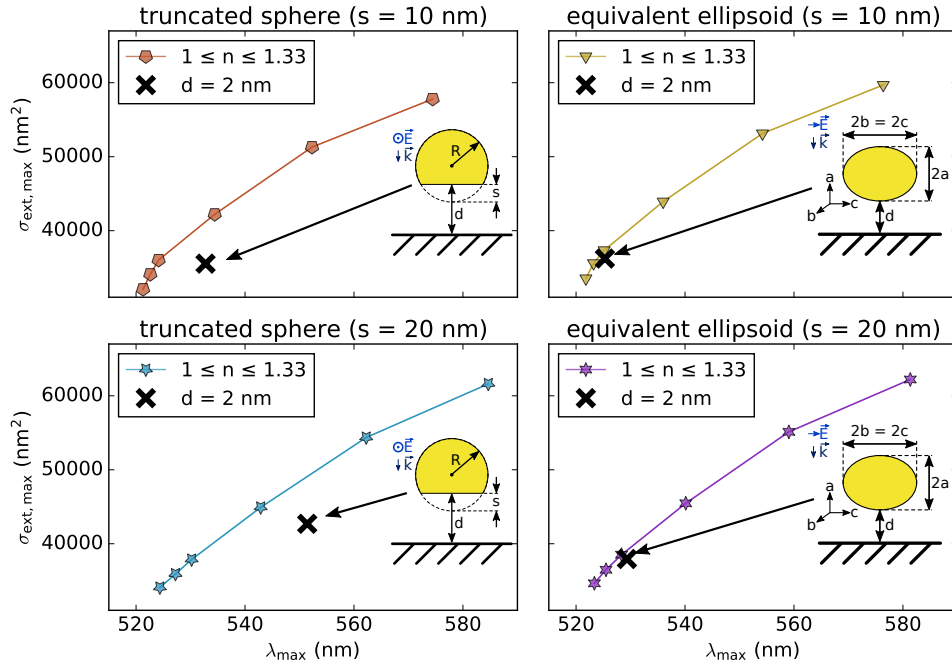 truncated sphere (s = 10 nm)
1 ≤ n ≤ 1.33
d = 2 nm
60000
50000
40000
σext, max (nm²)
E
k
R
s
d
equivalent ellipsoid (s = 10 nm)
1 ≤ n ≤ 1.33
d = 2 nm
E
k
2b = 2c
2a
a
b
c
d
truncated sphere (s = 20 nm)
1 ≤ n ≤ 1.33
d = 2 nm
60000
50000
40000
σext, max (nm²)
E
k
R
s
d
520
540
560
580
λmax (nm)
equivalent ellipsoid (s = 20 nm)
1 ≤ n ≤ 1.33
d = 2 nm
E
k
2b = 2c
2a
a
b
c
d
520
540
560
580
λmax (nm)